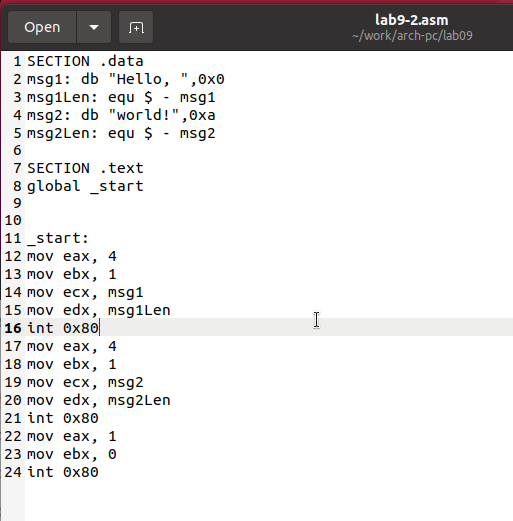 Open
lab9-2.asm
~/work/arch-pc/lab09
1 SECTION .data
2 msg1: db "Hello, ",0x0
3 msg1Len: equ $ - msg1
4 msg2: db "world!",0xa
5 msg2Len: equ $ - msg2
6
7 SECTION .text
8 global _start
9
10
11 _start:
12 mov eax, 4
13 mov ebx, 1
14 mov ecx, msg1
15 mov edx, msg1Len
16 int 0x80
17 mov eax, 4
18 mov ebx, 1
19 mov ecx, msg2
20 mov edx, msg2Len
21 int 0x80
22 mov eax, 1
23 mov ebx, 0
24 int 0x80